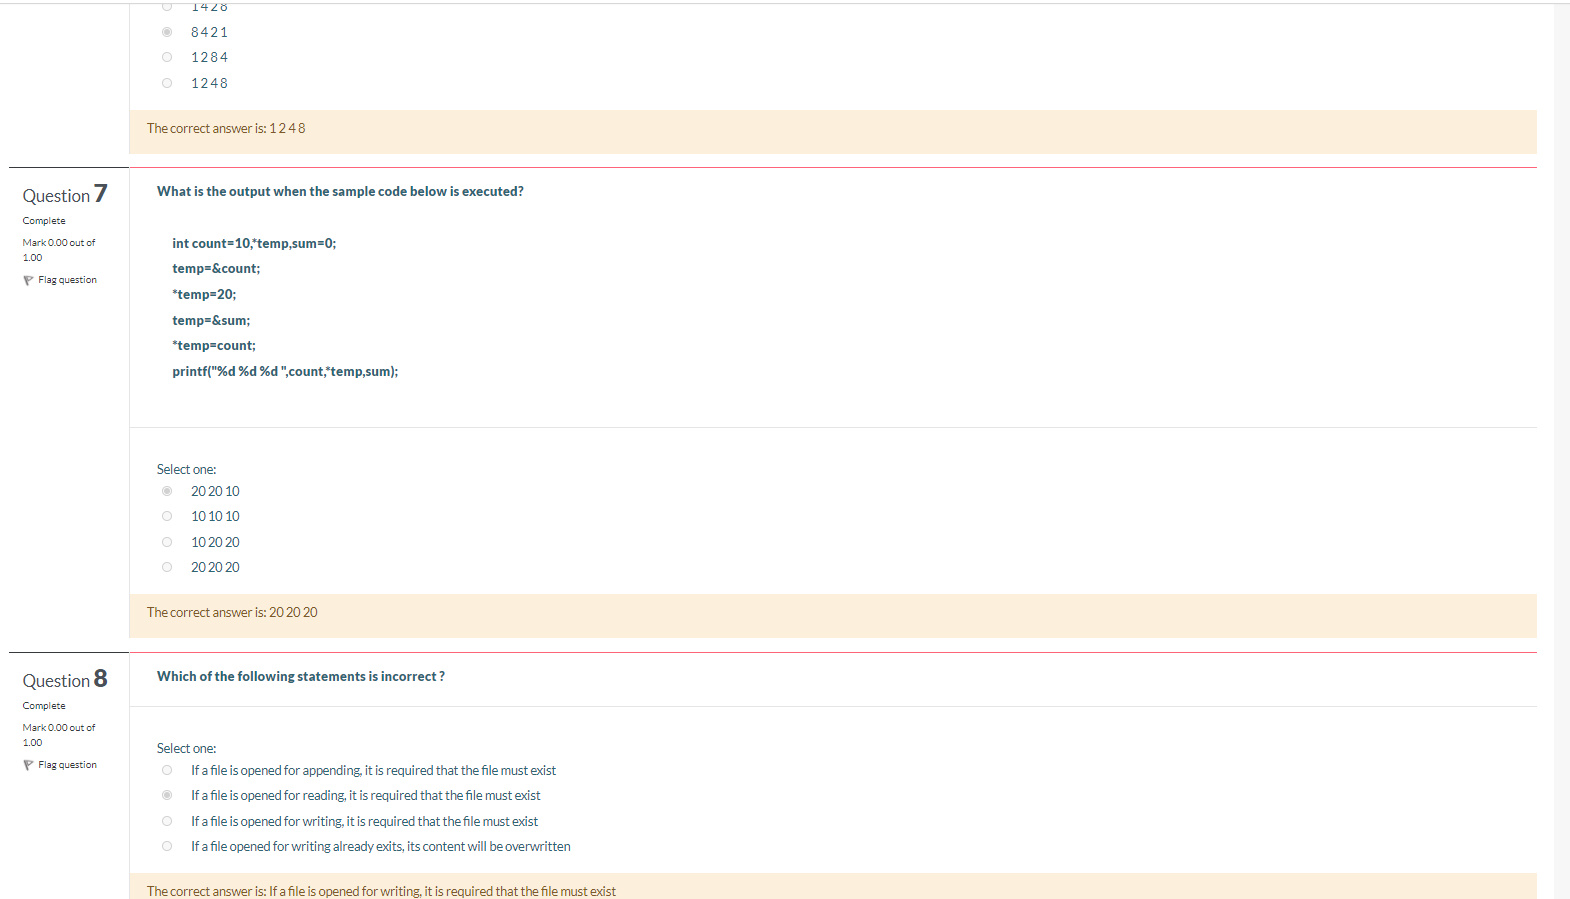 1 4 2 8
8 4 2 1
1 2 8 4
1 2 4 8
The correct answer is: 1 2 4 8
Question 7
Complete
Mark 0.00 out of
1.00
Flag question
What is the output when the sample code below is executed?
int count=10,*temp,sum=0;
temp=&count;
*temp=20;
temp=&sum;
*temp=count;
printf("%d %d %d ",count,*temp,sum);
Select one:
20 20 10
10 10 10
10 20 20
20 20 20
The correct answer is: 20 20 20
Question 8
Complete
Mark 0.00 out of
1.00
Flag question
Which of the following statements is incorrect ?
Select one:
If a file is opened for appending, it is required that the file must exist
If a file is opened for reading, it is required that the file must exist
If a file is opened for writing, it is required that the file must exist
If a file opened for writing already exits, its content will be overwritten
The correct answer is: If a file is opened for writing, it is required that the file must exist